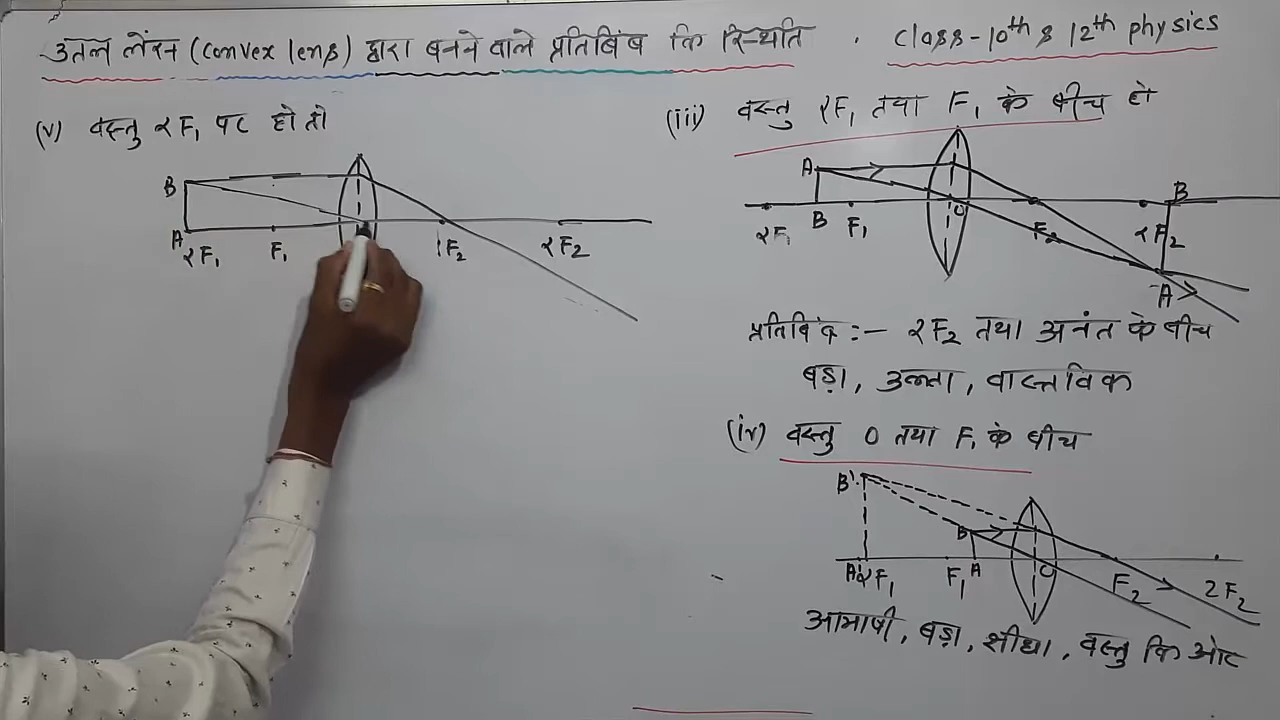 उतल लेंस (convex lens) द्वारा बनने वाले प्रतिबिंब कि स्थिति . Class-10th & 12th physics
(v) वस्तु 2F₁ पर हो तो
B
A
2F₁ F₁ F₂ 2F₂
(iii) वस्तु 2F₁ तथा F₁ के बीच हो
A
B
2F₁ B F₁ O F₂ 2F₂
A
प्रतिबिंब :- 2F₂ तथा अनंत के बीच
बड़ा, उल्टा, वास्तविक
(iv) वस्तु O तथा F₁ के बीच
B'
B
A' 2F₁ F₁ A O F₂ 2F₂
आभाषी, बड़ा, सीधा, वस्तु कि ओर